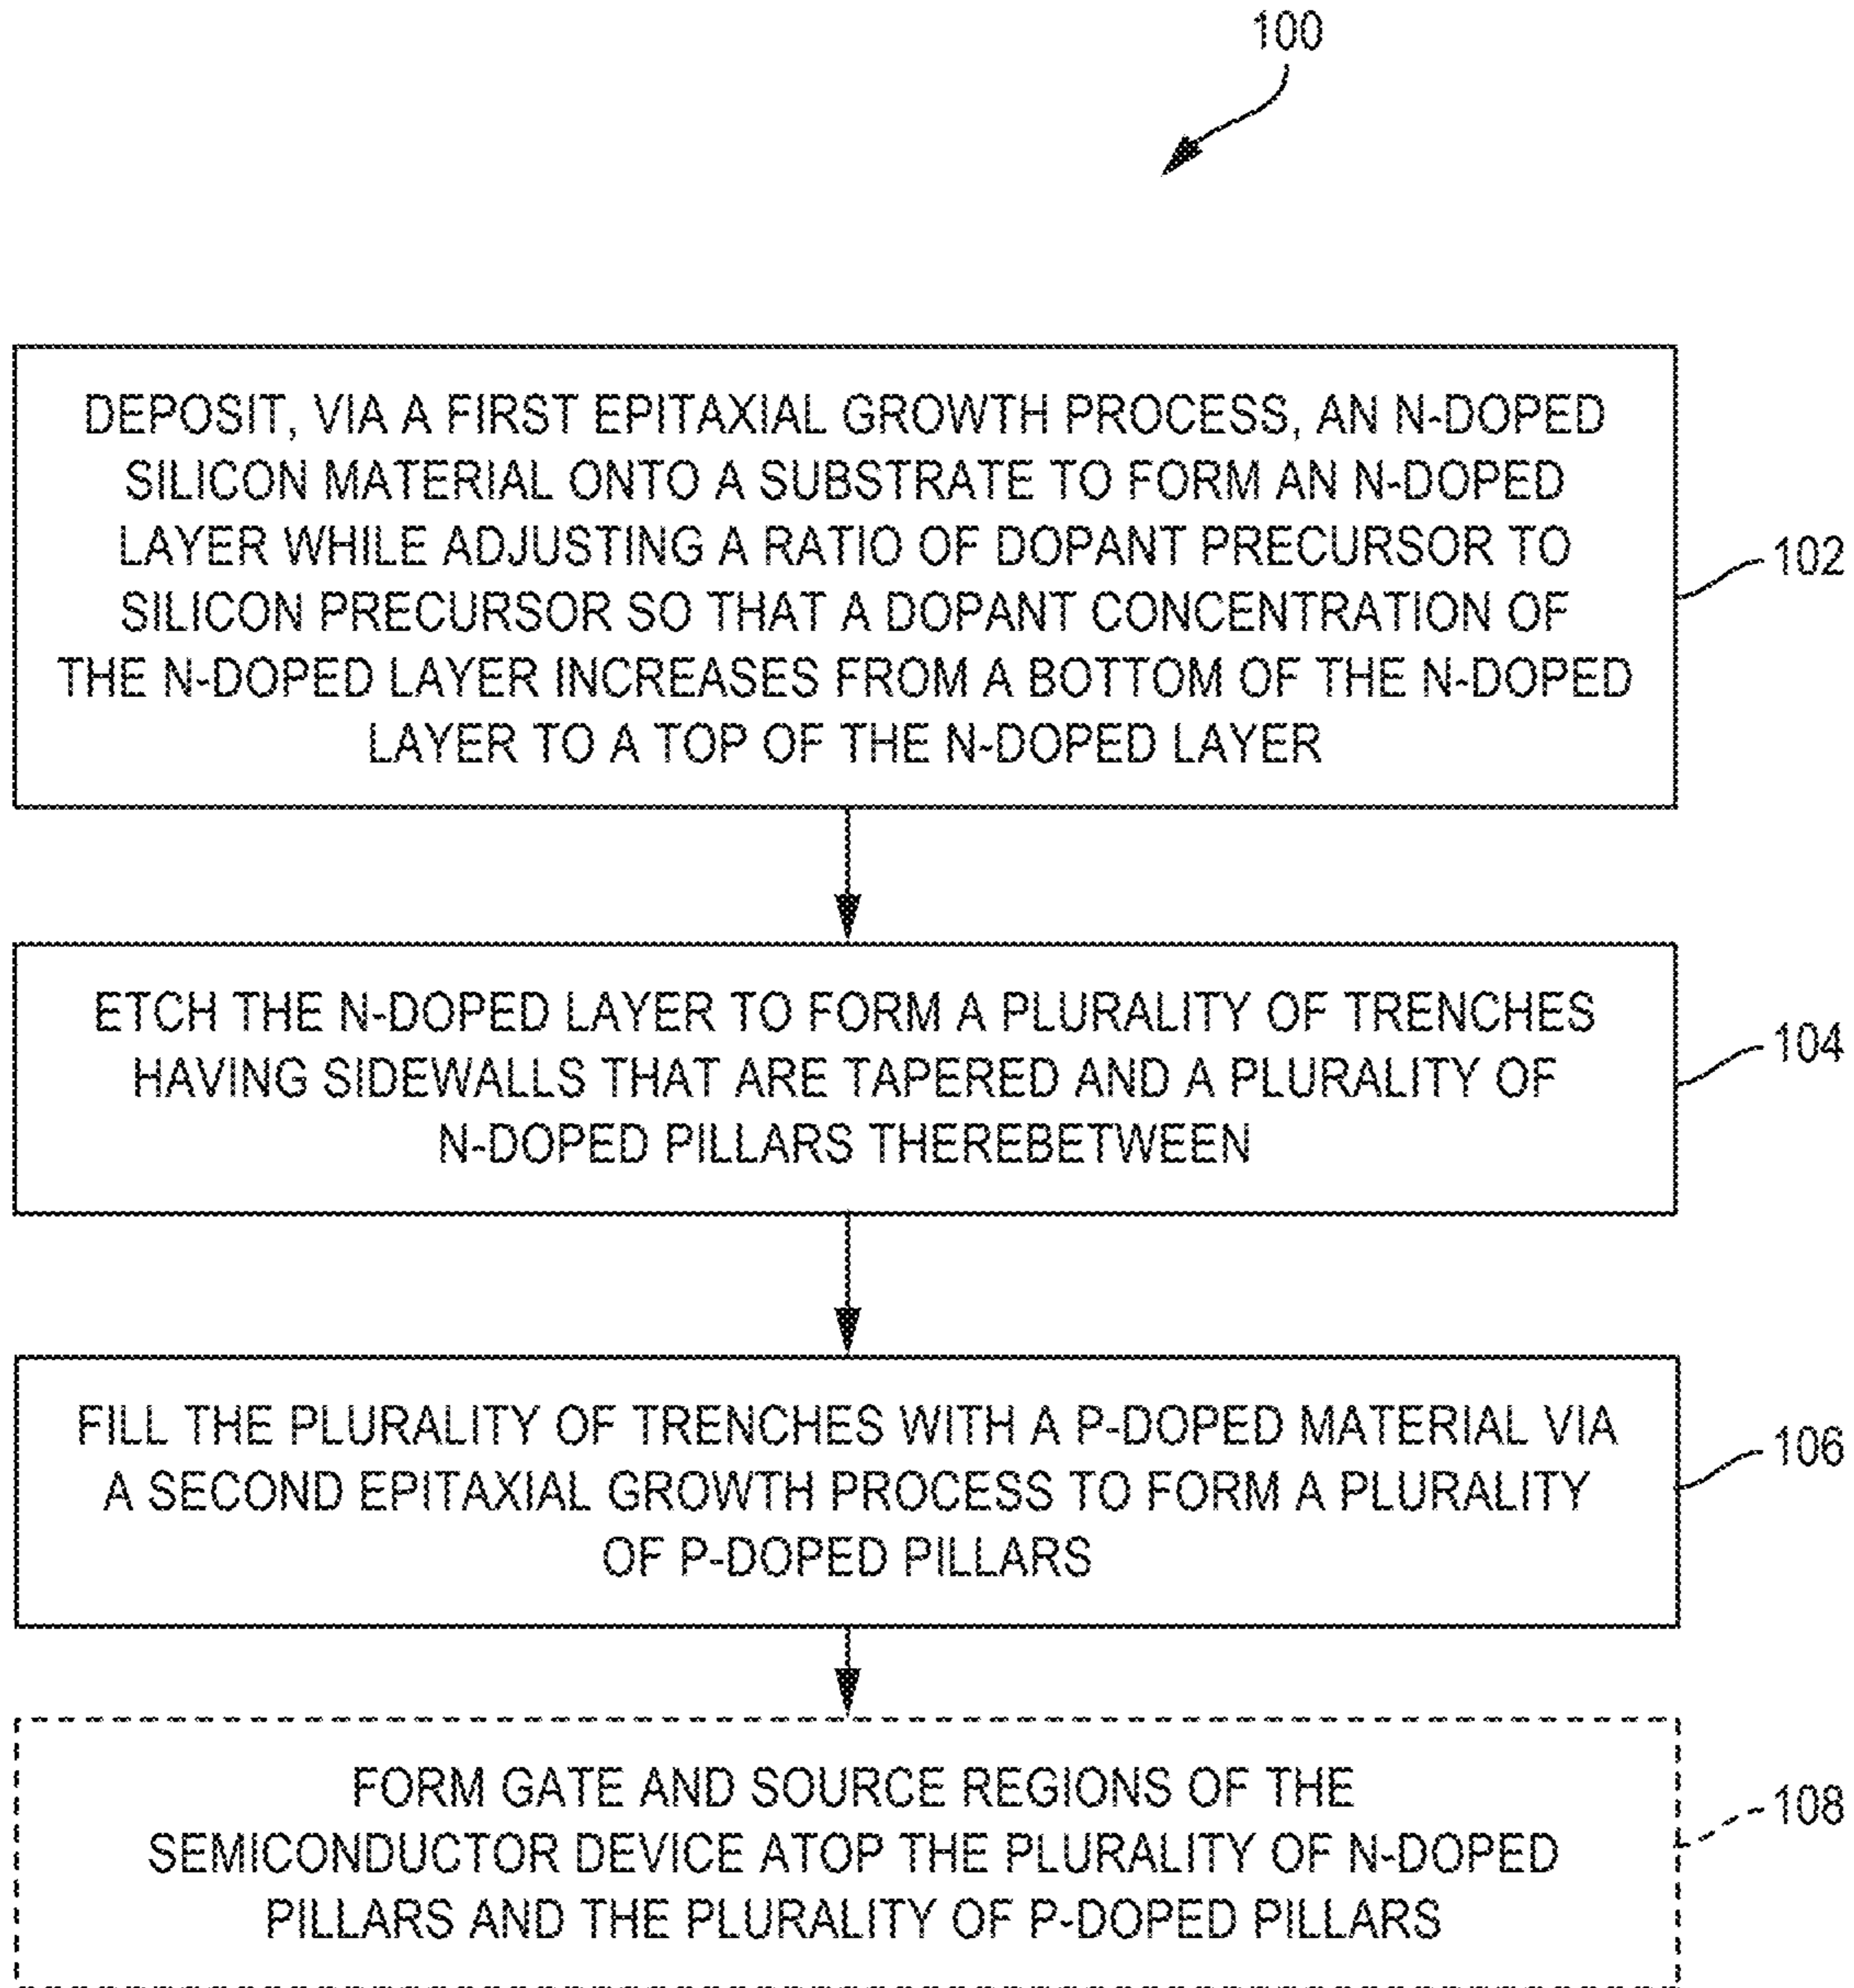 100
DEPOSIT, VIA A FIRST EPITAXIAL GROWTH PROCESS, AN N-DOPED
SILICON MATERIAL ONTO A SUBSTRATE TO FORM AN N-DOPED
LAYER WHILE ADJUSTING A RATIO OF DOPANT PRECURSOR TO
SILICON PRECURSOR SO THAT A DOPANT CONCENTRATION OF
THE N-DOPED LAYER INCREASES FROM A BOTTOM OF THE N-DOPED
LAYER TO A TOP OF THE N-DOPED LAYER
102
ETCH THE N-DOPED LAYER TO FORM A PLURALITY OF TRENCHES
HAVING SIDEWALLS THAT ARE TAPERED AND A PLURALITY OF
N-DOPED PILLARS THEREBETWEEN
104
FILL THE PLURALITY OF TRENCHES WITH A P-DOPED MATERIAL VIA
A SECOND EPITAXIAL GROWTH PROCESS TO FORM A PLURALITY
OF P-DOPED PILLARS
106
FORM GATE AND SOURCE REGIONS OF THE
SEMICONDUCTOR DEVICE ATOP THE PLURALITY OF N-DOPED
PILLARS AND THE PLURALITY OF P-DOPED PILLARS
108